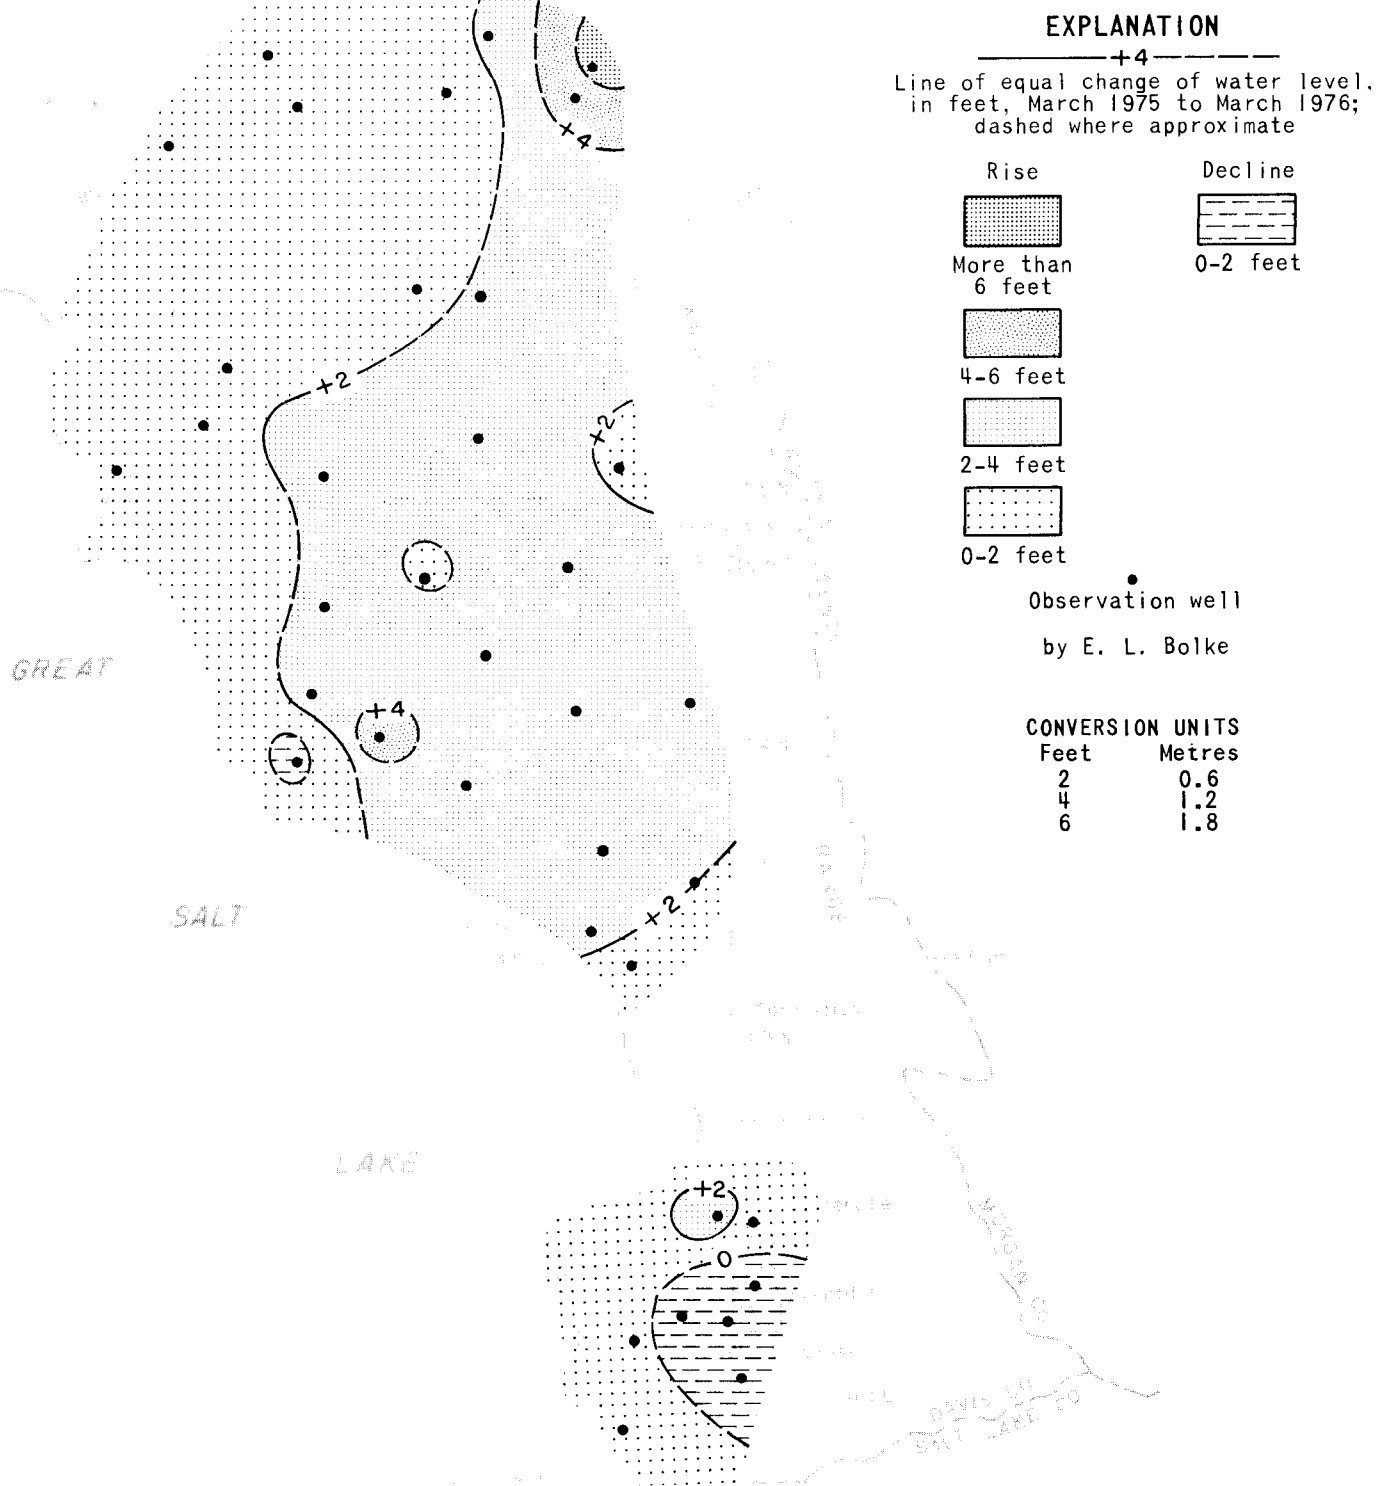 EXPLANATION
+4
Line of equal change of water level,
in feet, March 1975 to March 1976;
dashed where approximate
Rise
Decline
More than
6 feet
0-2 feet
4-6 feet
2-4 feet
0-2 feet
Observation well
by E. L. Bolke
CONVERSION UNITS
Feet Metres
2 0.6
4 1.2
6 1.8
+4
+2
+2
+4
+2
+2
0
GREAT
SALT
LAKE
MORGAN CO
DAVIS CO
SALT LAKE CO